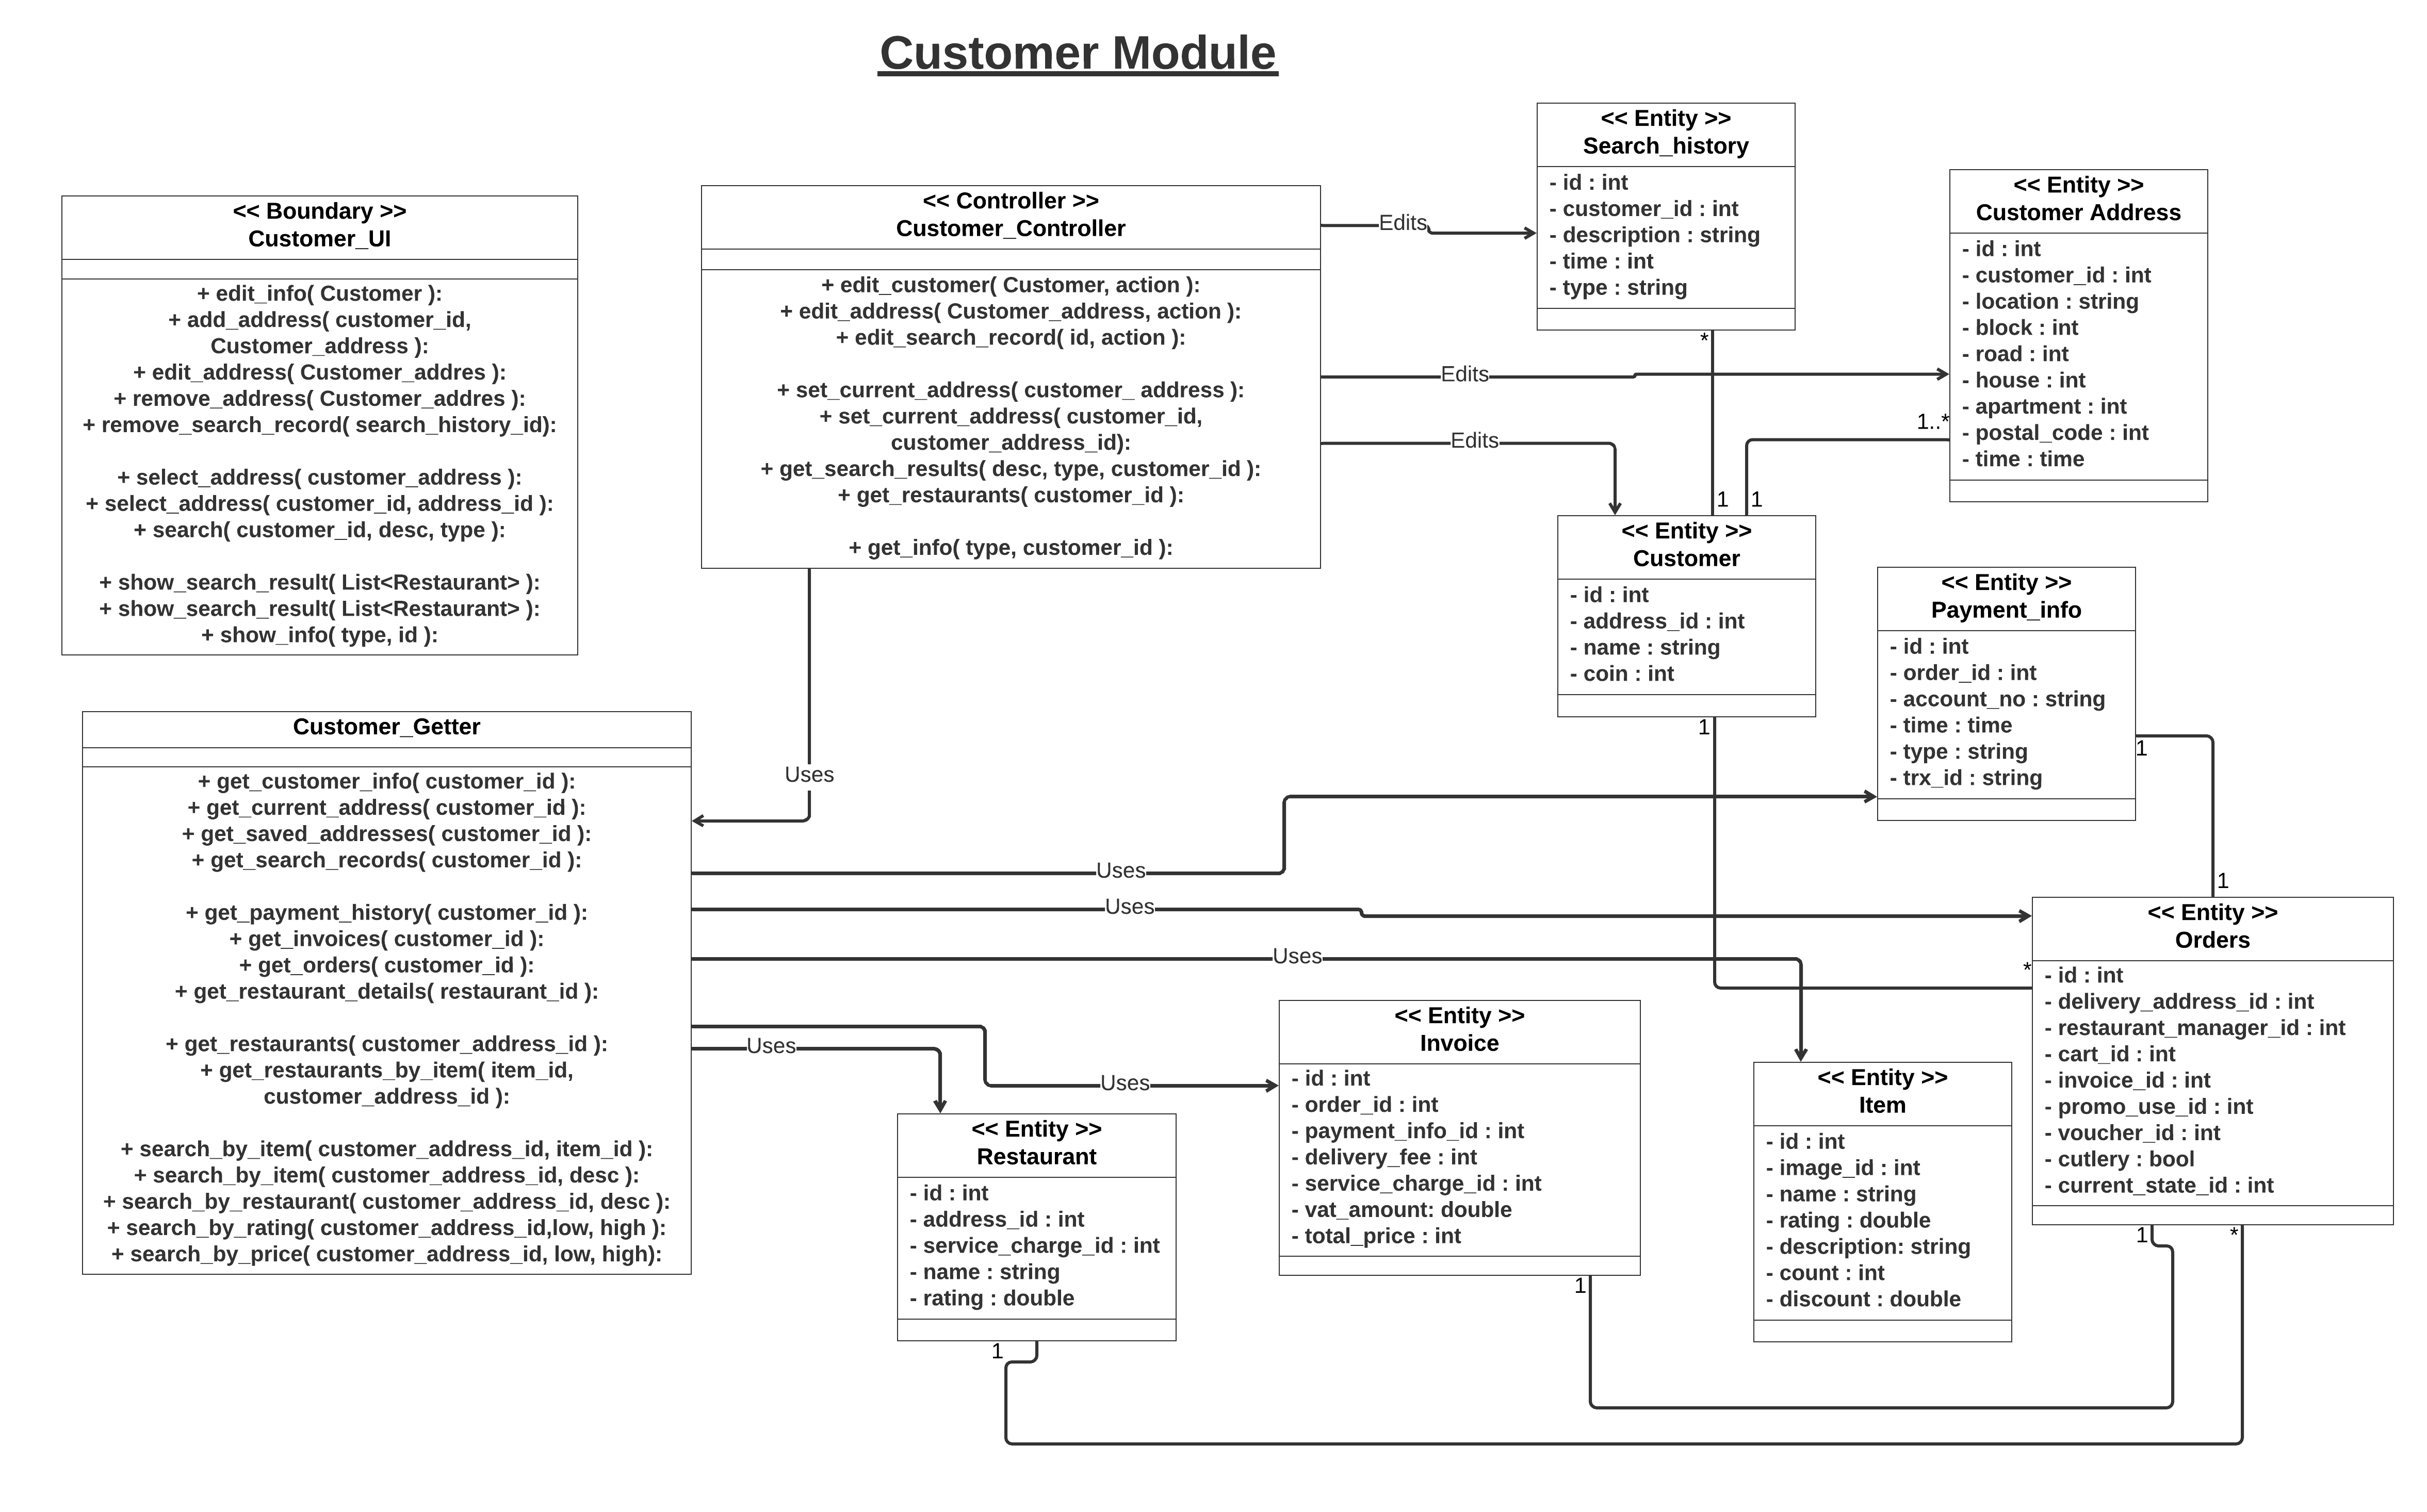 Customer Module
<< Boundary >>
Customer_UI
+ edit_info( Customer ):
+ add_address( customer_id,
Customer_address ):
+ edit_address( Customer_addres ):
+ remove_address( Customer_addres ):
+ remove_search_record( search_history_id):
+ select_address( customer_address ):
+ select_address( customer_id, address_id ):
+ search( customer_id, desc, type ):
+ show_search_result( List<Restaurant> ):
+ show_search_result( List<Restaurant> ):
+ show_info( type, id ):
<< Controller >>
Customer_Controller
+ edit_customer( Customer, action ):
+ edit_address( Customer_address, action ):
+ edit_search_record( id, action ):
+ set_current_address( customer_ address ):
+ set_current_address( customer_id,
customer_address_id):
+ get_search_results( desc, type, customer_id ):
+ get_restaurants( customer_id ):
+ get_info( type, customer_id ):
Edits
Edits
Edits
<< Entity >>
Search_history
- id : int
- customer_id : int
- description : string
- time : int
- type : string
*
1
<< Entity >>
Customer Address
- id : int
- customer_id : int
- location : string
- block : int
- road : int
- house : int
- apartment : int
- postal_code : int
- time : time
1..*
1
<< Entity >>
Customer
- id : int
- address_id : int
- name : string
- coin : int
1
<< Entity >>
Payment_info
- id : int
- order_id : int
- account_no : string
- time : time
- type : string
- trx_id : string
1
1
Customer_Getter
+ get_customer_info( customer_id ):
+ get_current_address( customer_id ):
+ get_saved_addresses( customer_id ):
+ get_search_records( customer_id ):
+ get_payment_history( customer_id ):
+ get_invoices( customer_id ):
+ get_orders( customer_id ):
+ get_restaurant_details( restaurant_id ):
+ get_restaurants( customer_address_id ):
+ get_restaurants_by_item( item_id,
customer_address_id ):
+ search_by_item( customer_address_id, item_id ):
+ search_by_item( customer_address_id, desc ):
+ search_by_restaurant( customer_address_id, desc ):
+ search_by_rating( customer_address_id,low, high ):
+ search_by_price( customer_address_id, low, high):
Uses
Uses
Uses
Uses
Uses
Uses
<< Entity >>
Restaurant
- id : int
- address_id : int
- service_charge_id : int
- name : string
- rating : double
1
<< Entity >>
Invoice
- id : int
- order_id : int
- payment_info_id : int
- delivery_fee : int
- service_charge_id : int
- vat_amount: double
- total_price : int
1
<< Entity >>
Item
- id : int
- image_id : int
- name : string
- rating : double
- description: string
- count : int
- discount : double
*
<< Entity >>
Orders
- id : int
- delivery_address_id : int
- restaurant_manager_id : int
- cart_id : int
- invoice_id : int
- promo_use_id : int
- voucher_id : int
- cutlery : bool
- current_state_id : int
1
*